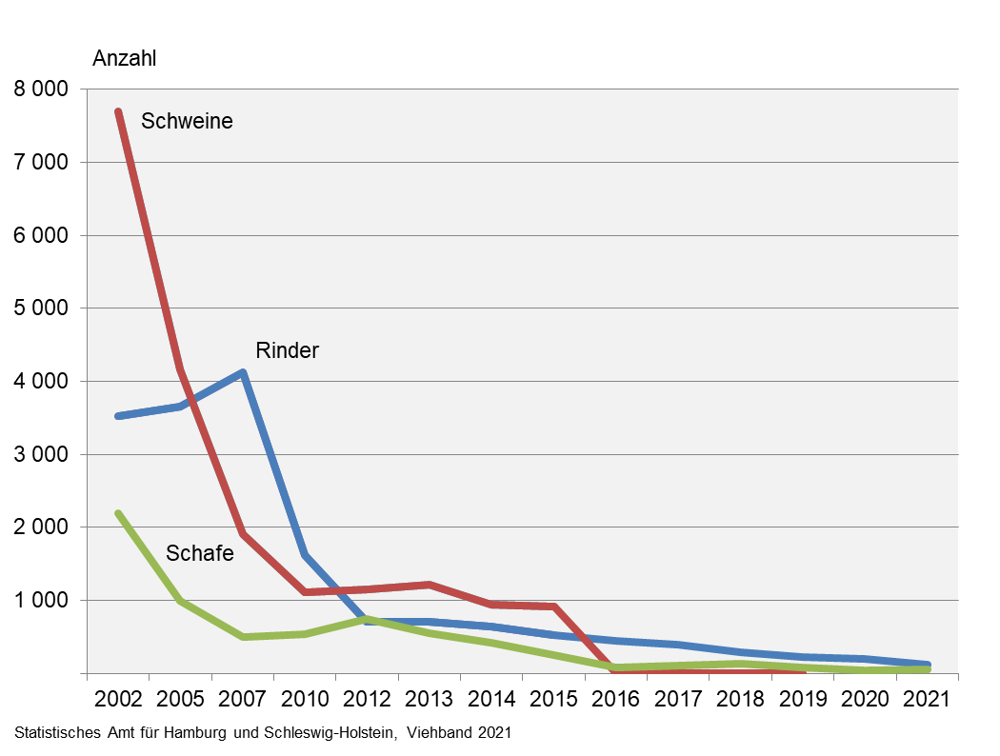 Anzahl
8 000
Schweine
7 000
6 000
5 000
Rinder
4 000
3 000
2 000
Schafe
1 000
2002 2005 2007 2010 2012 2013 2014 2015 2016 2017 2018 2019 2020 2021
Statistisches Amt für Hamburg und Schleswig-Holstein, Viehband 2021